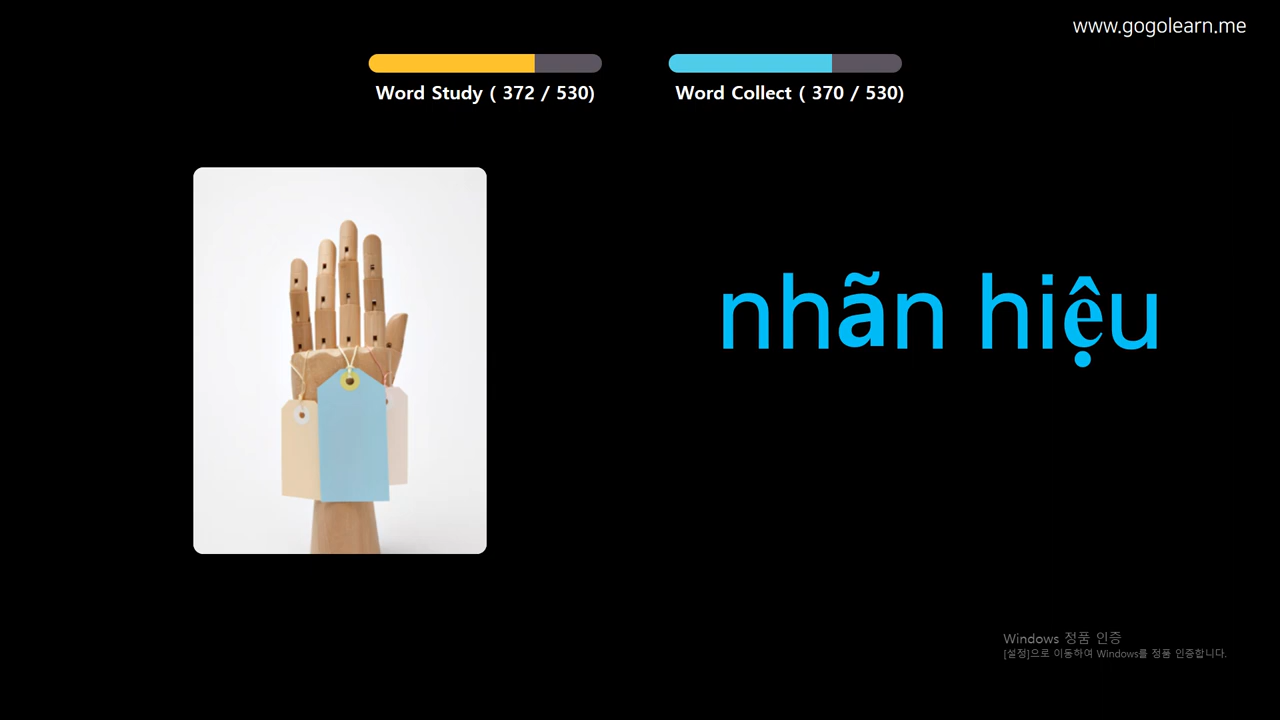 www.gogolearn.me
Word Study ( 372 / 530)
Word Collect ( 370 / 530)
nhãn hiệu
Windows 정품 인증
[설정]으로 이동하여 Windows를 정품 인증합니다.